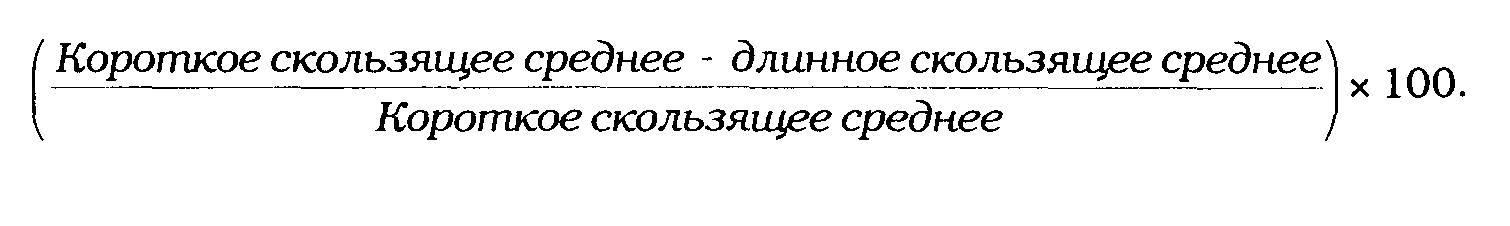 ( Короткое скользящее среднее - длинное скользящее среднее ) × 100.
Короткое скользящее среднее